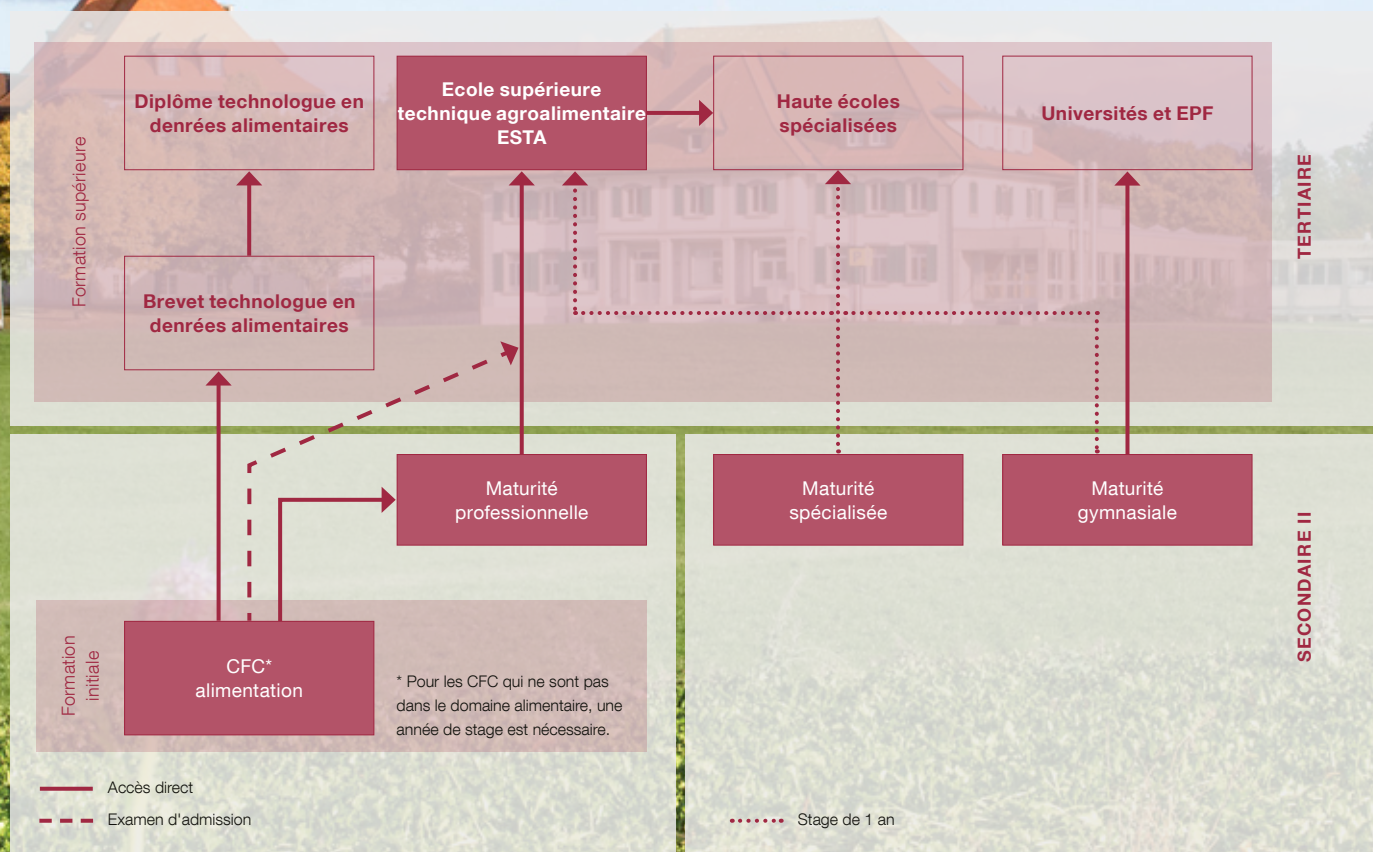 Diplôme technologue en
denrées alimentaires
Ecole supérieure
technique agroalimentaire
ESTA
Haute écoles
spécialisées
Universités et EPF
Formation supérieure
TERTIAIRE
Brevet technologue en
denrées alimentaires
Maturité
professionnelle
Maturité
spécialisée
Maturité
gymnasiale
SECONDAIRE II
Formation
initiale
CFC*
alimentation
* Pour les CFC qui ne sont pas
dans le domaine alimentaire, une
année de stage est nécessaire.
Accès direct
Examen d'admission
Stage de 1 an